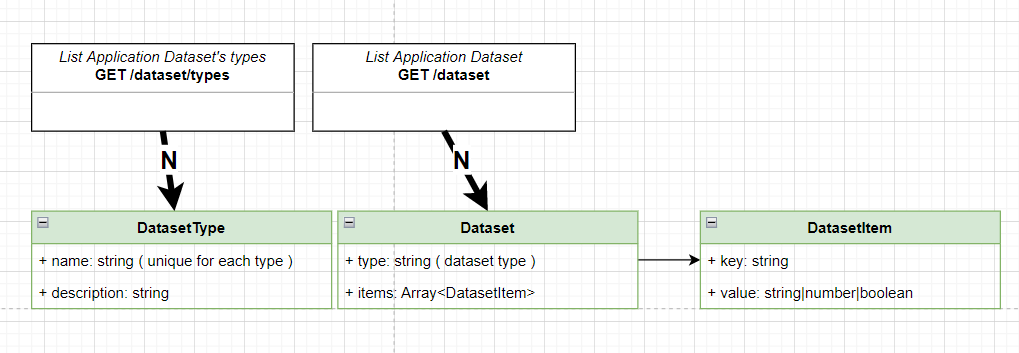 List Application Dataset's types
GET /dataset/types
List Application Dataset
GET /dataset
N
N
DatasetType
+ name: string ( unique for each type )
+ description: string
Dataset
+ type: string ( dataset type )
+ items: Array<DatasetItem>
DatasetItem
+ key: string
+ value: string|number|boolean